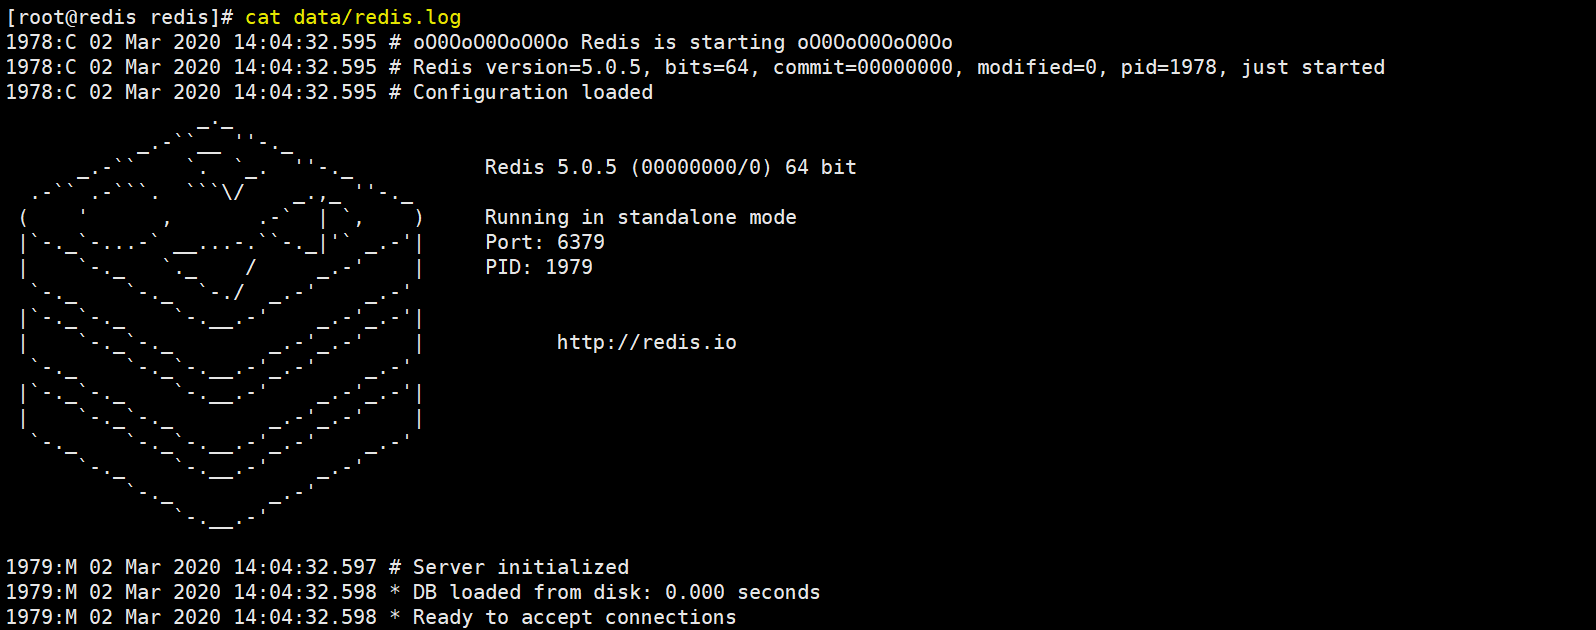 [root@redis redis]# cat data/redis.log
1978:C 02 Mar 2020 14:04:32.595 # oO0OoO0OoO0Oo Redis is starting oO0OoO0OoO0Oo
1978:C 02 Mar 2020 14:04:32.595 # Redis version=5.0.5, bits=64, commit=00000000, modified=0, pid=1978, just started
1978:C 02 Mar 2020 14:04:32.595 # Configuration loaded
Redis 5.0.5 (00000000/0) 64 bit
Running in standalone mode
Port: 6379
PID: 1979
http://redis.io
1979:M 02 Mar 2020 14:04:32.597 # Server initialized
1979:M 02 Mar 2020 14:04:32.598 * DB loaded from disk: 0.000 seconds
1979:M 02 Mar 2020 14:04:32.598 * Ready to accept connections